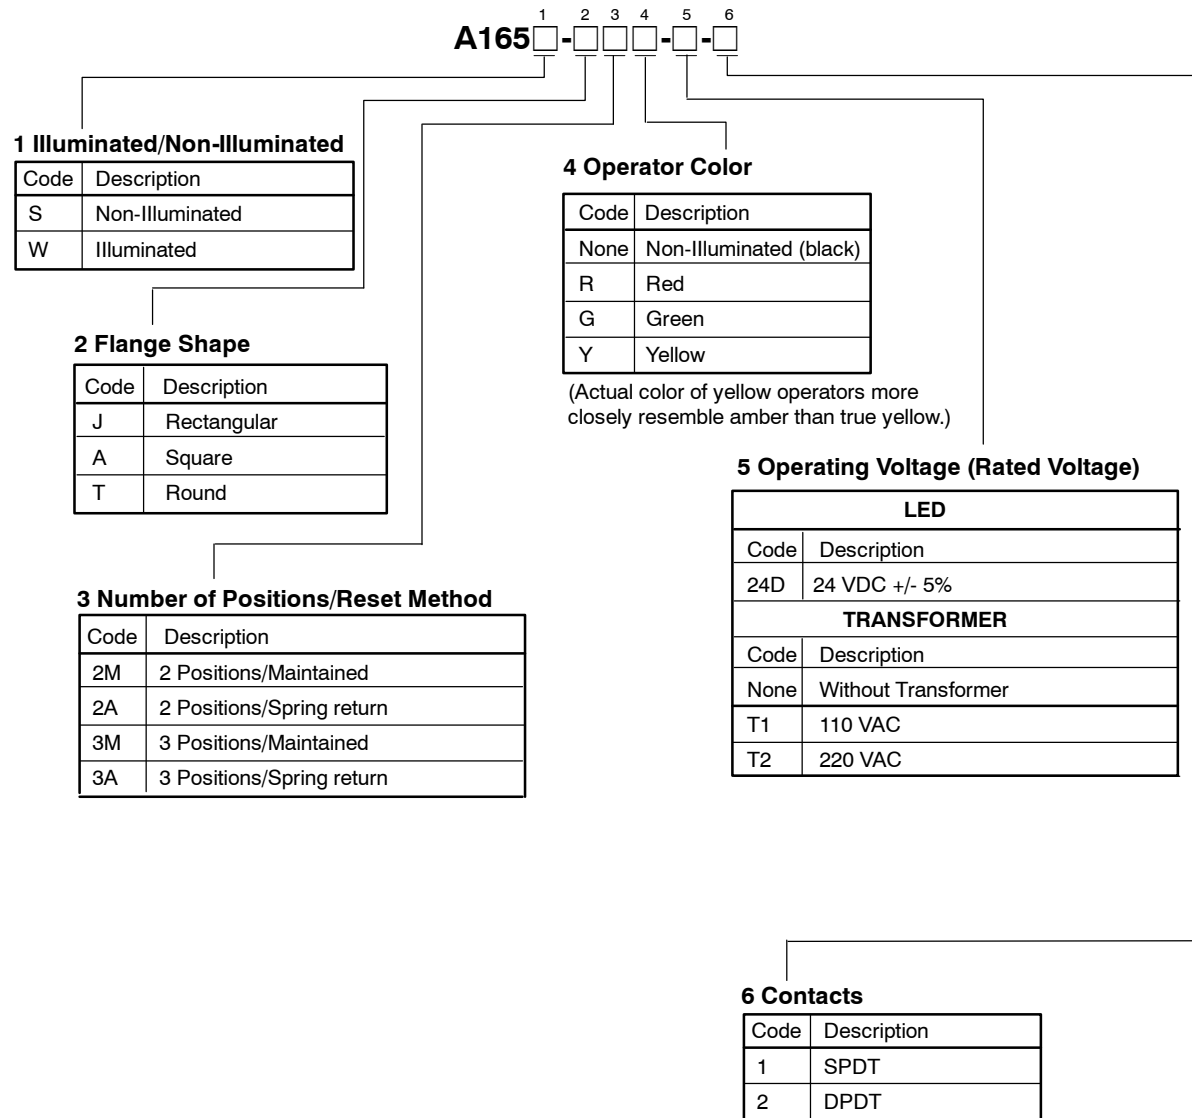 1 2 3 4 5 6
A165□-□□□-□-□
1 Illuminated/Non-Illuminated
Code Description
S Non-Illuminated
W Illuminated
2 Flange Shape
Code Description
J Rectangular
A Square
T Round
3 Number of Positions/Reset Method
Code Description
2M 2 Positions/Maintained
2A 2 Positions/Spring return
3M 3 Positions/Maintained
3A 3 Positions/Spring return
4 Operator Color
Code Description
None Non-Illuminated (black)
R Red
G Green
Y Yellow
(Actual color of yellow operators more
closely resemble amber than true yellow.)
5 Operating Voltage (Rated Voltage)
LED
Code Description
24D 24 VDC +/- 5%
TRANSFORMER
Code Description
None Without Transformer
T1 110 VAC
T2 220 VAC
6 Contacts
Code Description
1 SPDT
2 DPDT